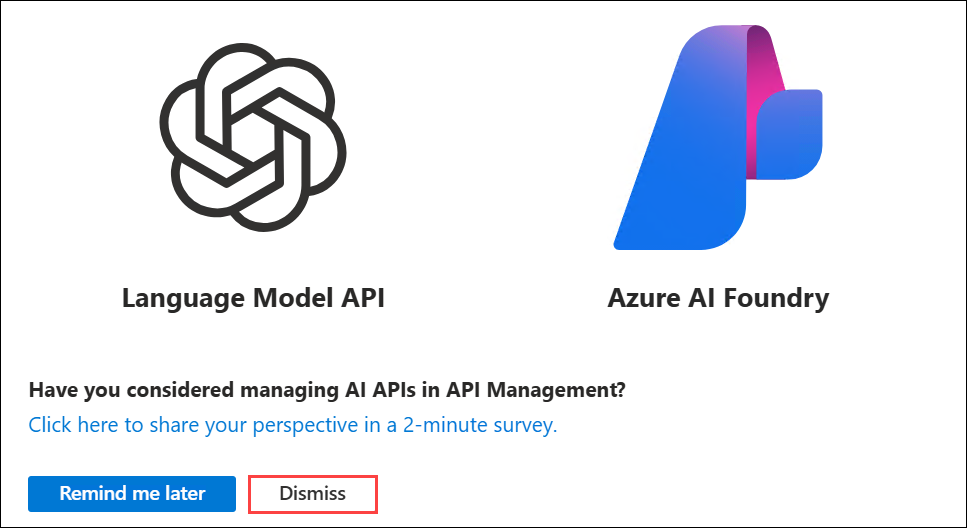 Language Model API
Azure AI Foundry
Have you considered managing AI APIs in API Management?
Click here to share your perspective in a 2-minute survey.
Remind me later
Dismiss